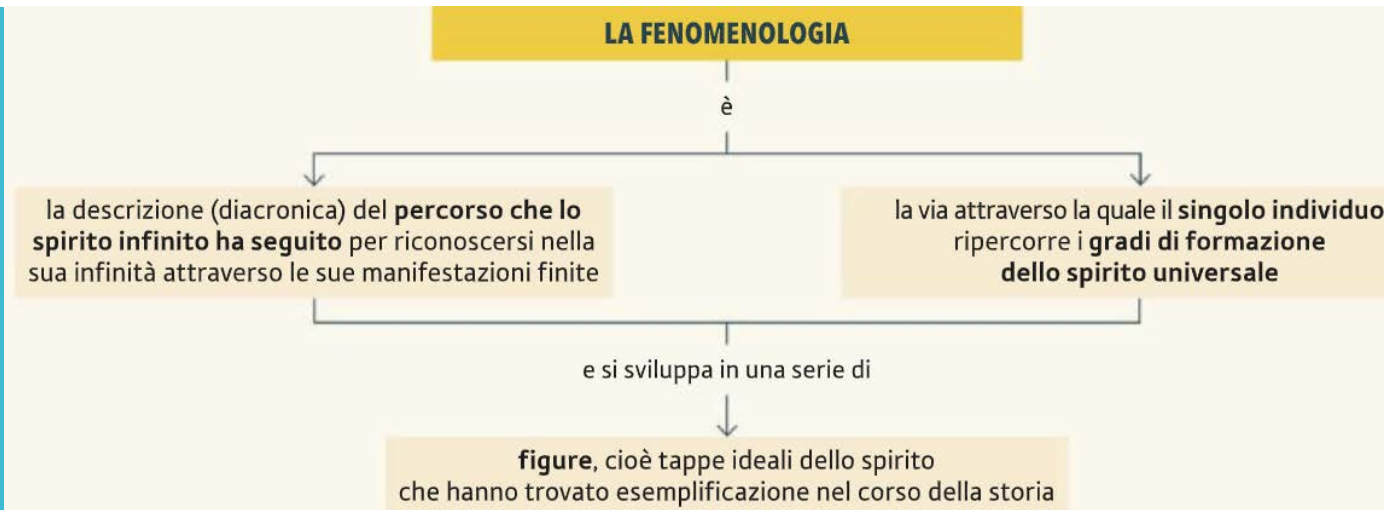 LA FENOMENOLOGIA
è
la descrizione (diacronica) del percorso che lo
spirito infinito ha seguito per riconoscersi nella
sua infinità attraverso le sue manifestazioni finite
la via attraverso la quale il singolo individuo
ripercorre i gradi di formazione
dello spirito universale
e si sviluppa in una serie di
figure, cioè tappe ideali dello spirito
che hanno trovato esemplificazione nel corso della storia